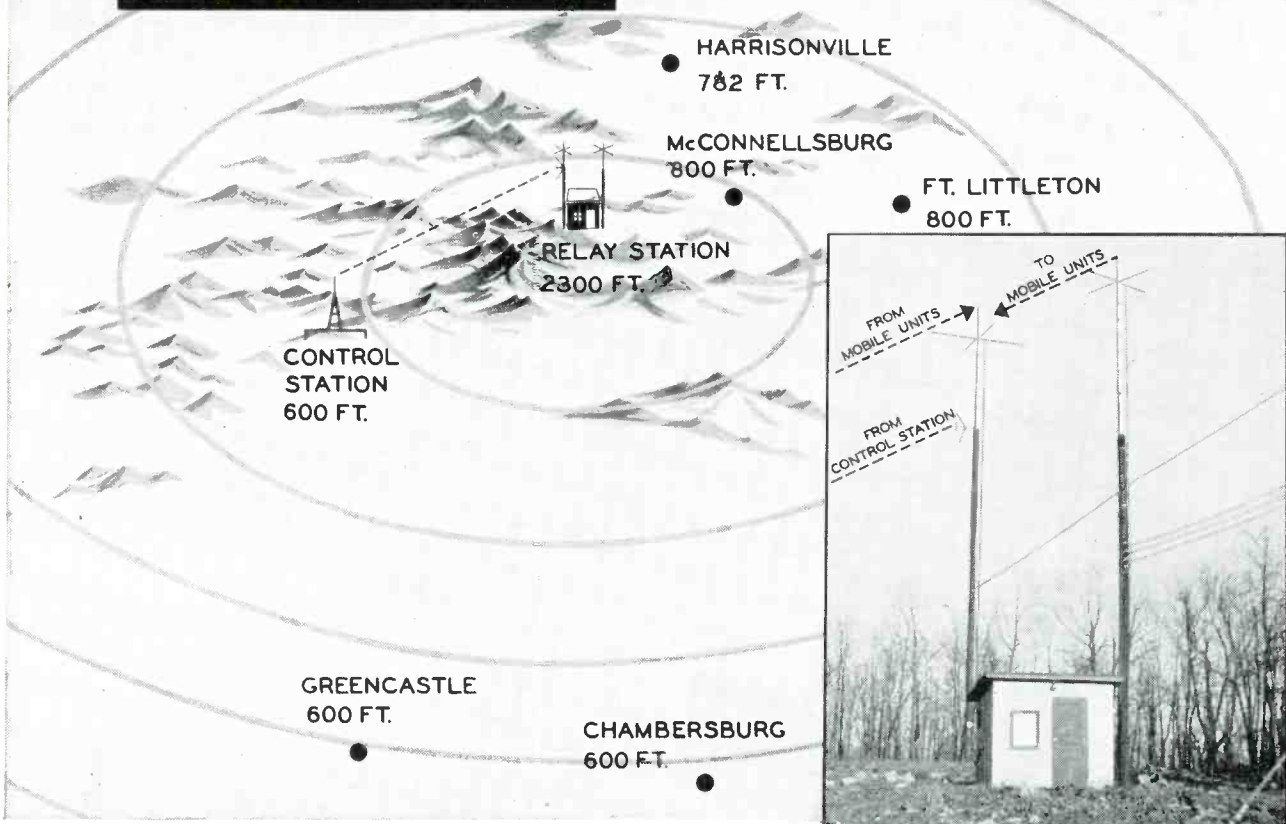 HARRISONVILLE
782 FT.
McCONNELLSBURG
800 FT.
FT. LITTLETON
800 FT.
RELAY STATION
2300 FT.
CONTROL
STATION
600 FT.
TO
MOBILE UNITS
FROM
MOBILE UNITS
FROM
CONTROL STATION
GREENCASTLE
600 FT.
CHAMBERSBURG
600 FT.